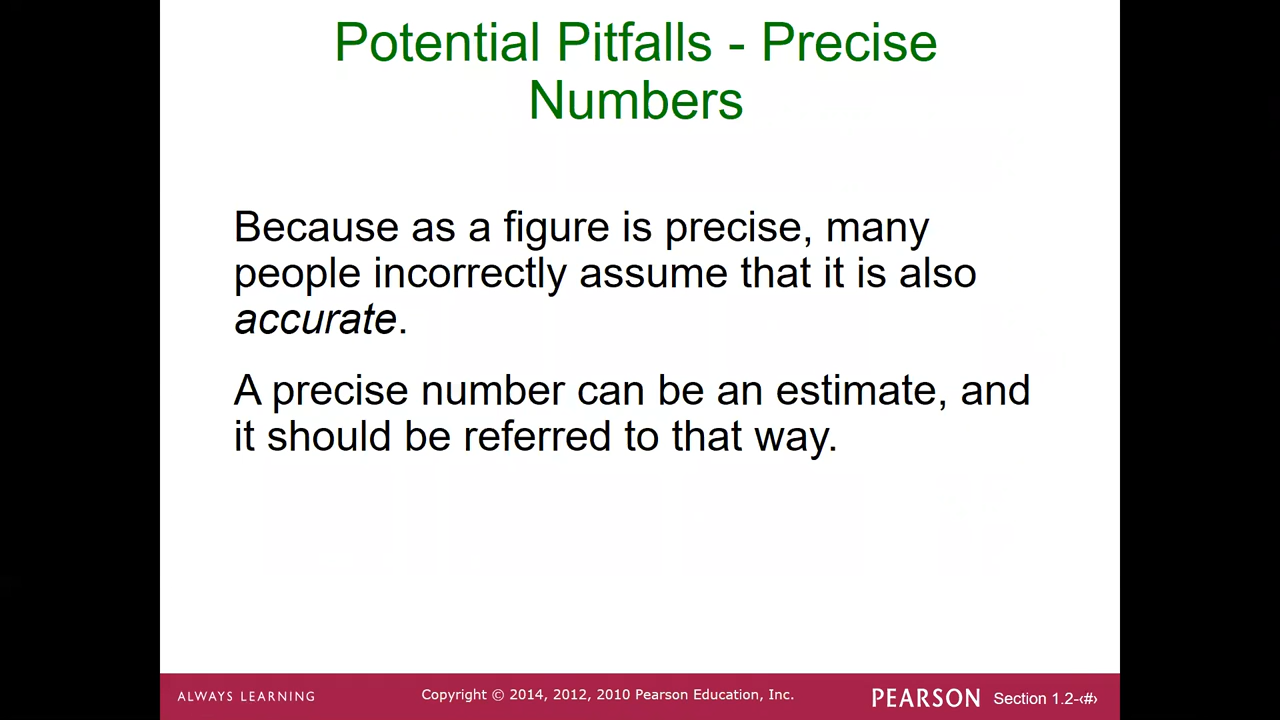 Potential Pitfalls - Precise
Numbers
Because as a figure is precise, many
people incorrectly assume that it is also
accurate.
A precise number can be an estimate, and
it should be referred to that way.
ALWAYS LEARNING
Copyright © 2014, 2012, 2010 Pearson Education, Inc.
PEARSON
Section 1.2-‹#›